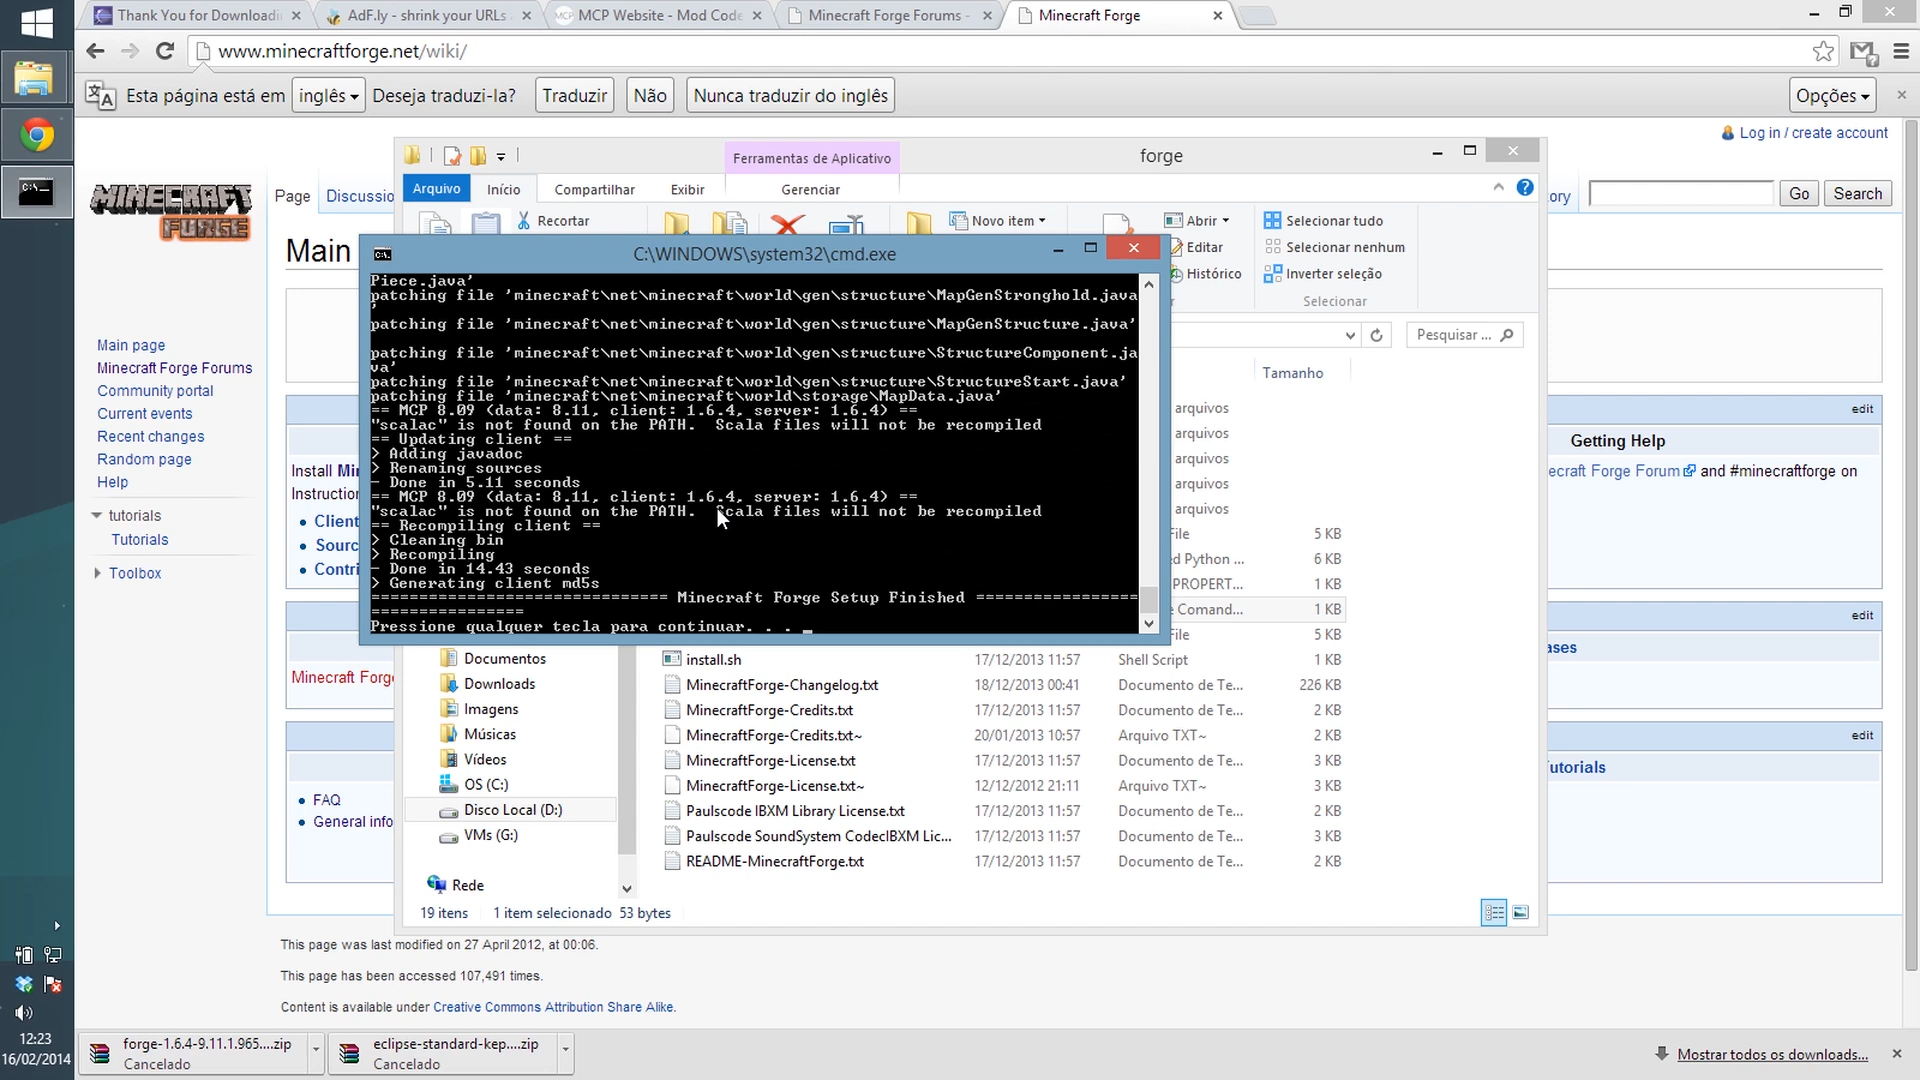 Thank You for Downloadin
AdF.ly - shrink your URLs
MCP Website - Mod Code
Minecraft Forge Forums -
Minecraft Forge
www.minecraftforge.net/wiki/
Esta página está em
inglês
Deseja traduzi-la?
Traduzir
Não
Nunca traduzir do inglês
Opções
Log in / create account
MINECRAFT
FORGE
Page
Discussio
ory
Go
Search
Main
Main page
Minecraft Forge Forums
Community portal
Current events
Recent changes
Random page
Help
tutorials
Tutorials
Toolbox
Install Mi
Instruction
Client
Sourc
Contri
Minecraft Forg
FAQ
General info
Ferramentas de Aplicativo
forge
Arquivo
Início
Compartilhar
Exibir
Gerenciar
Recortar
Novo item
Abrir
Editar
Histórico
Selecionar tudo
Selecionar nenhum
Inverter seleção
Selecionar
Pesquisar ...
Tamanho
C:\WINDOWS\system32\cmd.exe
Piece.java'
patching file 'minecraft\net\minecraft\world\gen\structure\MapGenStronghold.java
'
patching file 'minecraft\net\minecraft\world\gen\structure\MapGenStructure.java'
patching file 'minecraft\net\minecraft\world\gen\structure\StructureComponent.ja
va'
patching file 'minecraft\net\minecraft\world\gen\structure\StructureStart.java'
patching file 'minecraft\net\minecraft\world\storage\MapData.java'
== MCP 8.09 (data: 8.11, client: 1.6.4, server: 1.6.4) ==
"scalac" is not found on the PATH.  Scala files will not be recompiled
== Updating client ==
> Adding javadoc
> Renaming sources
- Done in 5.11 seconds
== MCP 8.09 (data: 8.11, client: 1.6.4, server: 1.6.4) ==
"scalac" is not found on the PATH.  Scala files will not be recompiled
== Recompiling client ==
> Cleaning bin
> Recompiling
- Done in 14.43 seconds
> Generating client md5s
=============================== Minecraft Forge Setup Finished =================
================
Pressione qualquer tecla para continuar. . . _
arquivos
arquivos
arquivos
arquivos
arquivos
File 5 KB
ed Python ... 6 KB
PROPERT... 1 KB
e Comand... 1 KB
File 5 KB
install.sh 17/12/2013 11:57 Shell Script 1 KB
MinecraftForge-Changelog.txt 18/12/2013 00:41 Documento de Te... 226 KB
MinecraftForge-Credits.txt 17/12/2013 11:57 Documento de Te... 2 KB
MinecraftForge-Credits.txt~ 20/01/2013 10:57 Arquivo TXT~ 2 KB
MinecraftForge-License.txt 17/12/2013 11:57 Documento de Te... 3 KB
MinecraftForge-License.txt~ 12/12/2012 21:11 Arquivo TXT~ 3 KB
Paulscode IBXM Library License.txt 17/12/2013 11:57 Documento de Te... 2 KB
Paulscode SoundSystem CodecIBXM Lic... 17/12/2013 11:57 Documento de Te... 3 KB
README-MinecraftForge.txt 17/12/2013 11:57 Documento de Te... 2 KB
Documentos
Downloads
Imagens
Músicas
Vídeos
OS (C:)
Disco Local (D:)
VMs (G:)
Rede
19 itens 1 item selecionado 53 bytes
edit
Getting Help
ecraft Forge Forum and #minecraftforge on
edit
ases
edit
utorials
This page was last modified on 27 April 2012, at 00:06.
This page has been accessed 107,491 times.
Content is available under Creative Commons Attribution Share Alike.
12:23
16/02/2014
forge-1.6.4-9.11.1.965....zip
Cancelado
eclipse-standard-kep....zip
Cancelado
Mostrar todos os downloads...